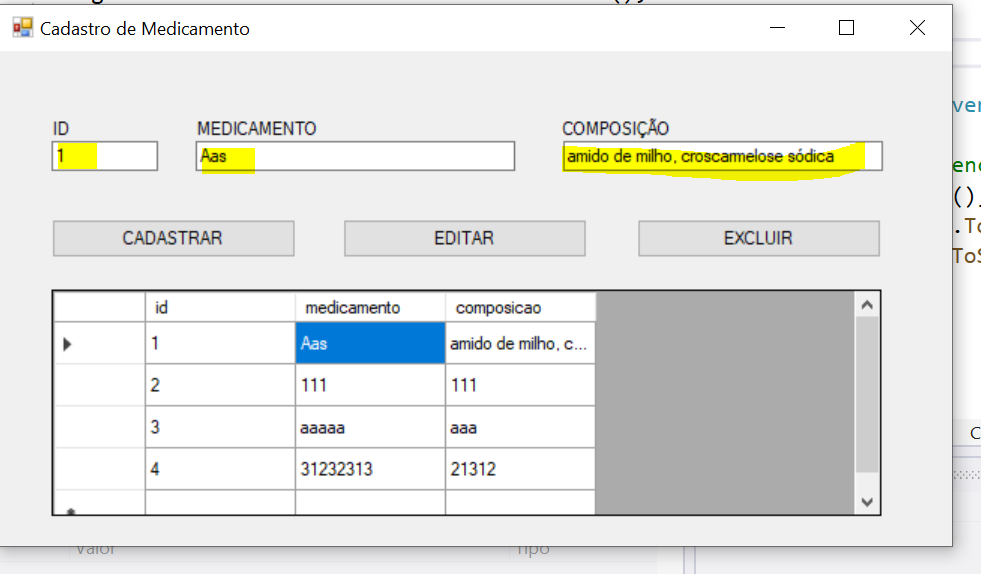 Cadastro de Medicamento
ID MEDICAMENTO COMPOSIÇÃO
1 Aas amido de milho, croscarmelose sódica
CADASTRAR EDITAR EXCLUIR
id medicamento composicao
1 Aas amido de milho, c...
2 111 111
3 aaaaa aaa
4 31232313 21312
Valor Tipo